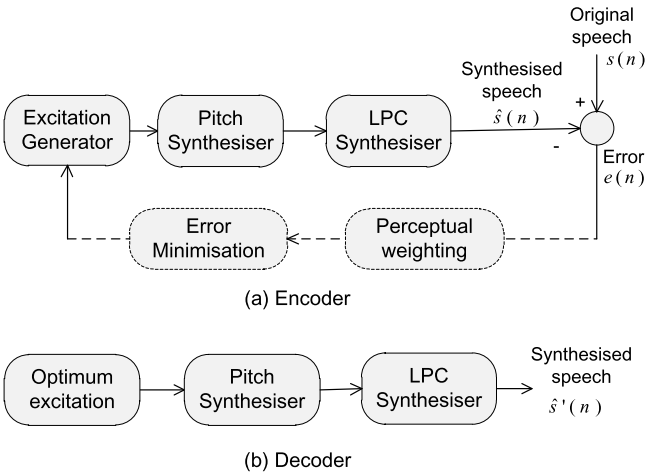 Original
speech
s(n)
Synthesised
speech
ŝ(n)
+
-
Excitation
Generator
Pitch
Synthesiser
LPC
Synthesiser
Error
e(n)
Error
Minimisation
Perceptual
weighting
(a) Encoder
Optimum
excitation
Pitch
Synthesiser
LPC
Synthesiser
Synthesised
speech
ŝ'(n)
(b) Decoder